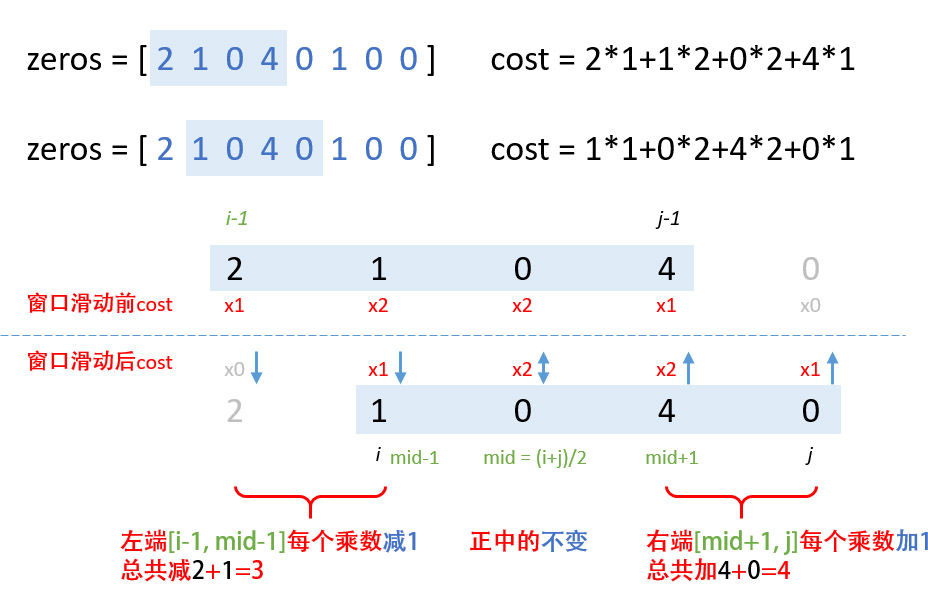 zeros = [ 2 1 0 4 0 1 0 0 ] cost = 2*1+1*2+0*2+4*1
zeros = [ 2 1 0 4 0 1 0 0 ] cost = 1*1+0*2+4*2+0*1
i-1 j-1
2 1 0 4 0
窗口滑动前cost x1 x2 x2 x1 x0
窗口滑动后cost x0 x1 x2 x2 x1
2 1 0 4 0
i mid-1 mid = (i+j)/2 mid+1 j
左端[i-1, mid-1]每个乘数减1 正中的不变 右端[mid+1, j]每个乘数加1
总共减2+1=3 总共加4+0=4